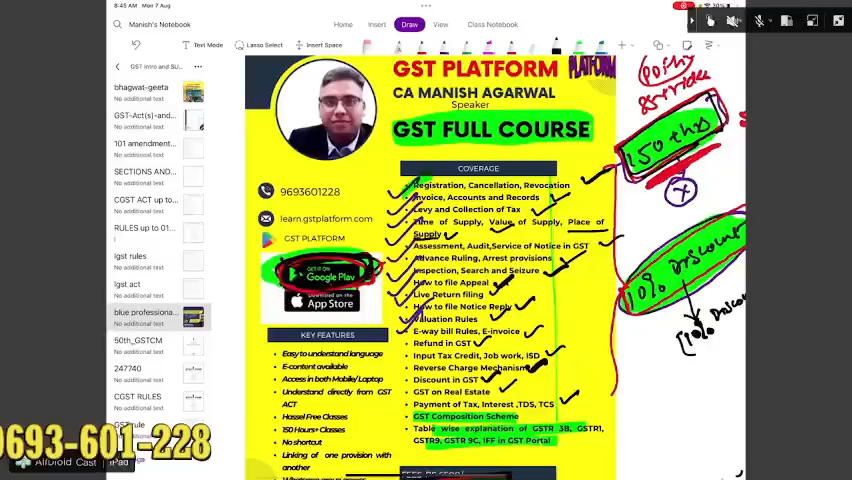 8:45 AM Mon 7 Aug
30%
Manish's Notebook
Home
Insert
Draw
View
Class Notebook
Text Mode
Lasso Select
Insert Space
GST intro and SU...
bhagwat-geeta
No additional text
GST-Act(s)-and...
No additional text
101 amendment...
No additional text
SECTIONS AND...
No additional text
CGST ACT up to...
No additional text
RULES up to 01...
lgst rules
No additional text
lgst act
No additional text
blue professiona...
No additional text
50th_GSTCM
No additional text
247740
No additional text
CGST RULES
No additional text
GST rule
0693-601-228
AirDroid Cast | iPad
GST PLATFORM
PLATFORM
CA MANISH AGARWAL
Speaker
GST FULL COURSE
9693601228
learn.gstplatform.com
GST PLATFORM
GET IT ON
Google Play
Download on the
App Store
KEY FEATURES
Easy to understand language
E-content available
Access in both Mobile/Laptop
Understand directly from GST
ACT
Hassel Free Classes
150 Hours+ Classes
No shortcut
Linking of one provision with
another
COVERAGE
Registration, Cancellation, Revocation
Invoice, Accounts and Records
Levy and Collection of Tax
Time of Supply, Value of Supply, Place of
Supply
Assessment, Audit,Service of Notice in GST
Advance Ruling, Arrest provisions
Inspection, Search and Seizure
How to file Appeal
Live Return filing
How to file Notice Reply
Valuation Rules
E-way bill Rules, E-invoice
Refund in GST
Input Tax Credit, Job work, ISD
Reverse Charge Mechanism
Discount in GST
GST on Real Estate
Payment of Tax, Interest ,TDS, TCS
GST Composition Scheme
Table wise explanation of GSTR 3B, GSTR1,
GSTR9, GSTR 9C, IFF in GST Portal
150+hrs
10% Discount